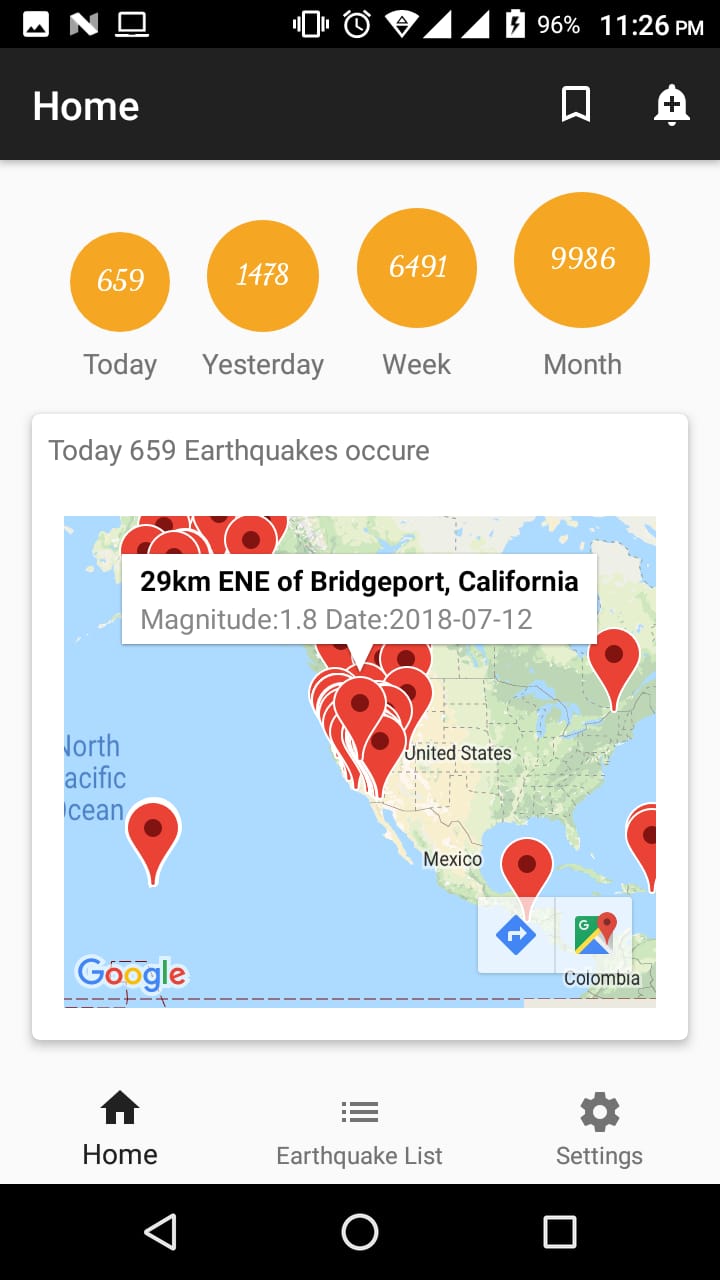 96% 11:26 PM
Home
659 1478 6491 9986
Today Yesterday Week Month
Today 659 Earthquakes occure
29km ENE of Bridgeport, California
Magnitude:1.8 Date:2018-07-12
United States
North
acific
cean
Mexico
G
Google
Colombia
Home Earthquake List Settings